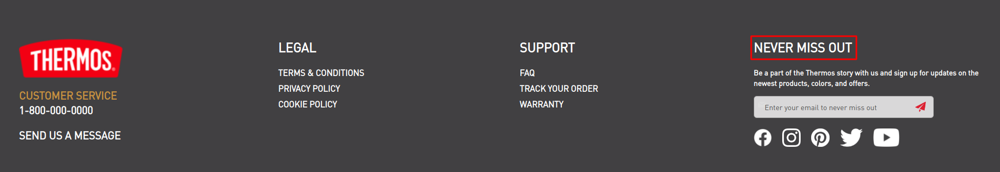 THERMOS.
CUSTOMER SERVICE
1-800-000-0000
SEND US A MESSAGE
LEGAL
TERMS & CONDITIONS
PRIVACY POLICY
COOKIE POLICY
SUPPORT
FAQ
TRACK YOUR ORDER
WARRANTY
NEVER MISS OUT
Be a part of the Thermos story with us and sign up for updates on the
newest products, colors, and offers.
Enter your email to never miss out